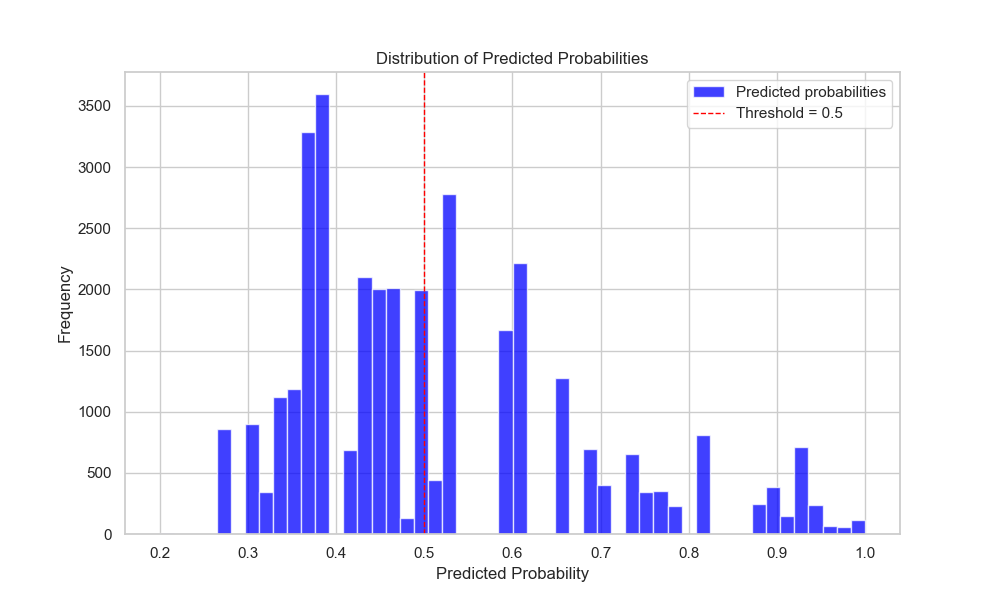 Distribution of Predicted Probabilities
Predicted probabilities
Threshold = 0.5
Frequency
3500
3000
2500
2000
1500
1000
500
0
0.2 0.3 0.4 0.5 0.6 0.7 0.8 0.9 1.0
Predicted Probability